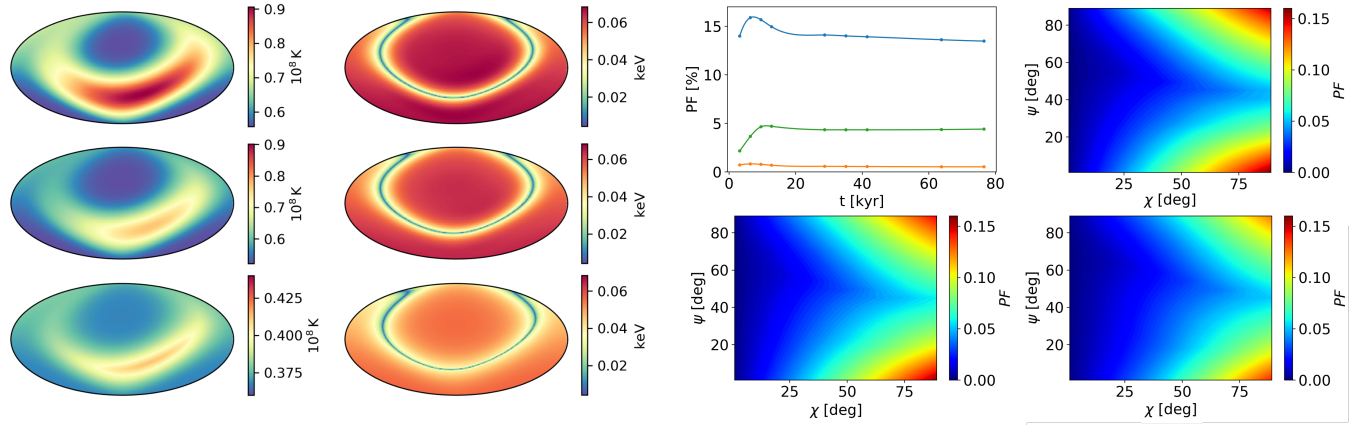 0.9
0.8
0.7
0.6
10⁸ K
0.06
0.04
0.02
keV
0.9
0.8
0.7
0.6
10⁸ K
0.06
0.04
0.02
keV
0.425
0.400
0.375
10⁸ K
0.06
0.04
0.02
keV
15
10
5
0
PF [%]
0 20 40 60 80
t [kyr]
80
60
40
20
ψ [deg]
25 50 75
χ [deg]
0.15
0.10
0.05
0.00
PF
80
60
40
20
ψ [deg]
25 50 75
χ [deg]
0.15
0.10
0.05
0.00
PF
80
60
40
20
ψ [deg]
25 50 75
χ [deg]
0.15
0.10
0.05
0.00
PF